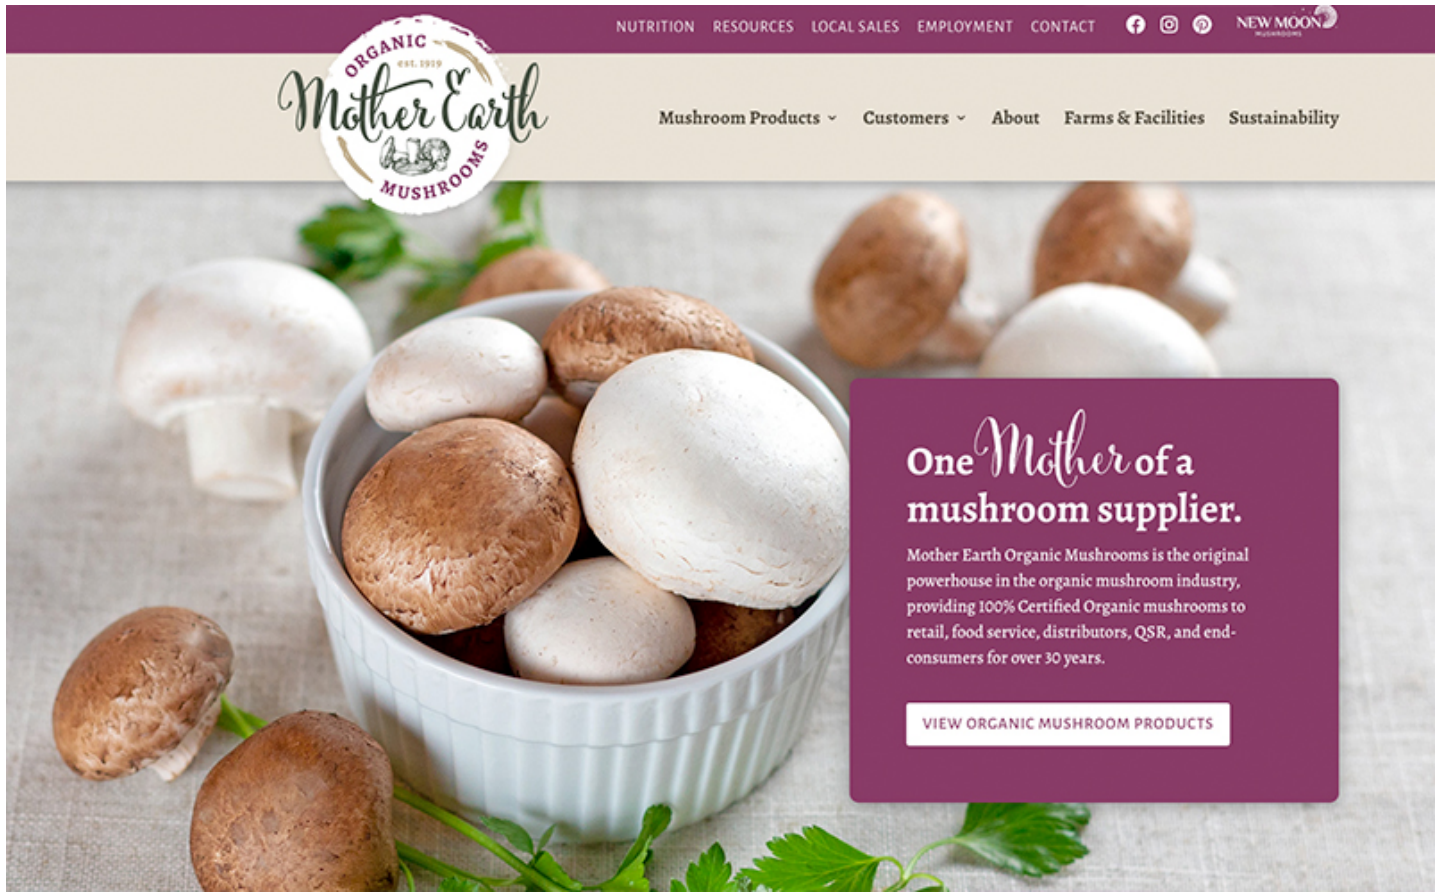 NUTRITION RESOURCES LOCAL SALES EMPLOYMENT CONTACT
NEW MOON
MUSHROOMS
ORGANIC
est. 1919
Mother Earth
MUSHROOMS
Mushroom Products Customers About Farms & Facilities Sustainability
One Mother of a
mushroom supplier.
Mother Earth Organic Mushrooms is the original
powerhouse in the organic mushroom industry,
providing 100% Certified Organic mushrooms to
retail, food service, distributors, QSR, and end-
consumers for over 30 years.
VIEW ORGANIC MUSHROOM PRODUCTS